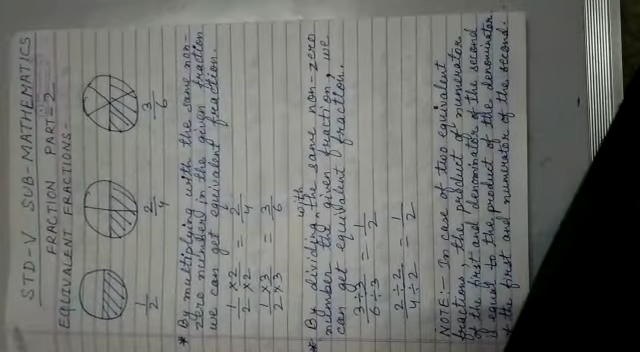 STD-V SUB-MATHEMATICS
FRACTION PART-2
EQUIVALENT FRACTIONS-
1/2 2/4 3/6
* By multiplying with the same non-
zero number in the given fraction
we can get equivalent fraction.
1×2/2×2 = 2/4
1×3/2×3 = 3/6
* By dividing with the same non-zero
number the given fraction, we
can get equivalent fraction.
3÷3/6÷3 = 1/2
2÷2/4÷2 = 1/2
NOTE:- In case of two equivalent
fractions, the product of numerator
of the first and denominator of the second
is equal to the product of the denominator
of the first and numerator of the second.